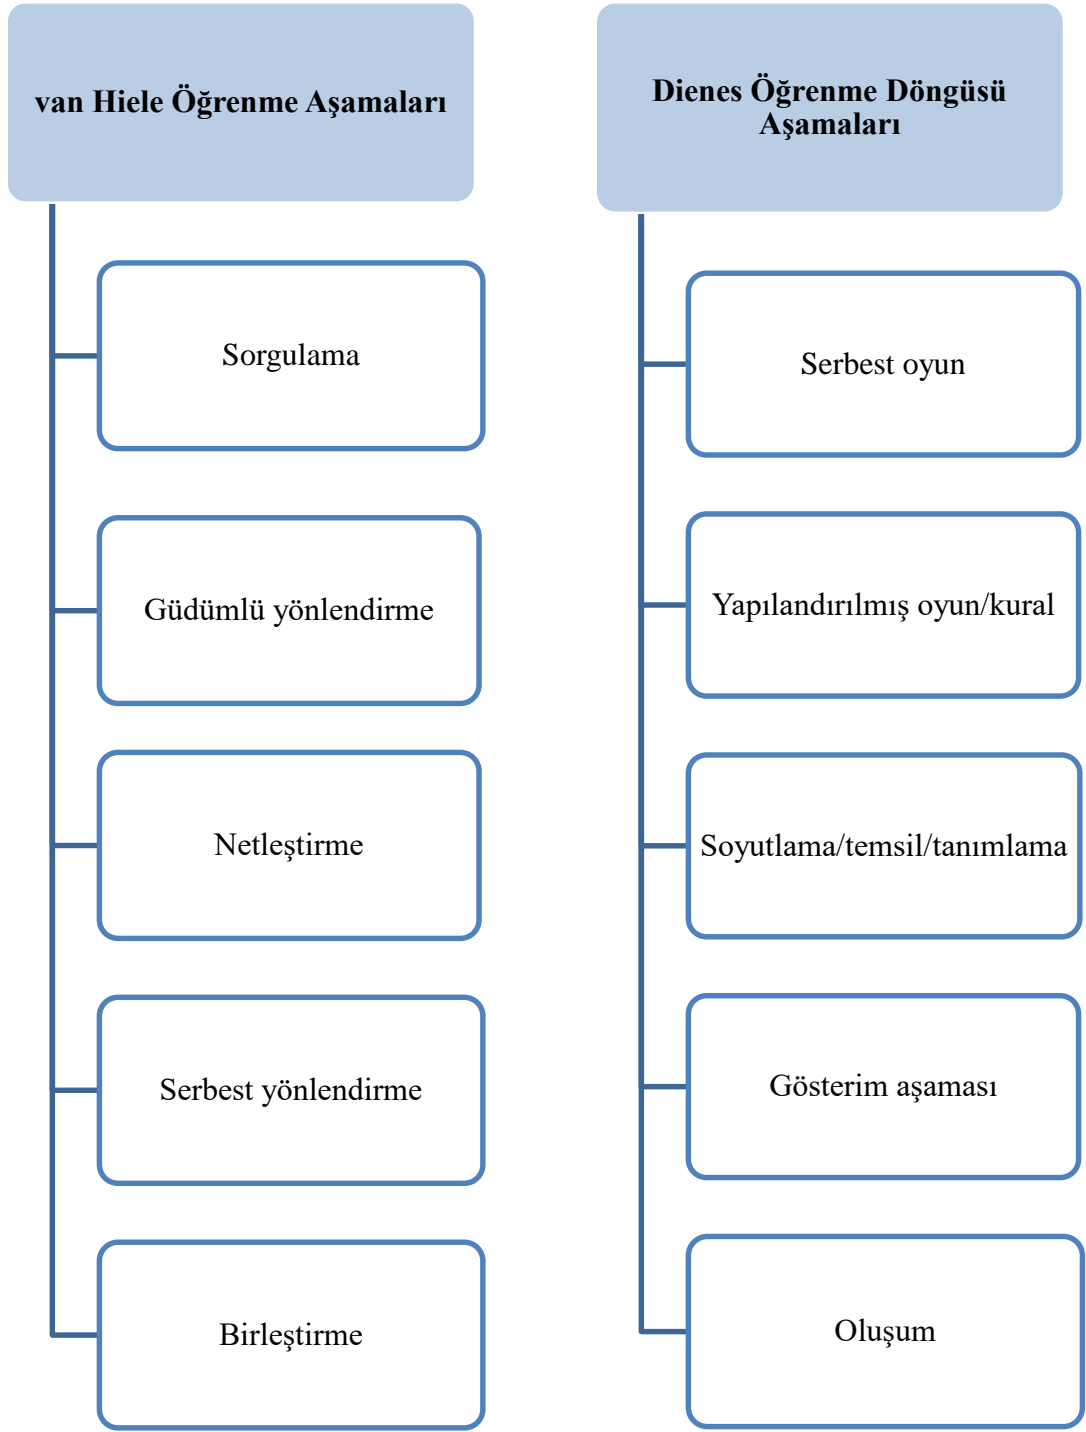 van Hiele Öğrenme Aşamaları
Sorgulama
Güdümlü yönlendirme
Netleştirme
Serbest yönlendirme
Birleştirme
Dienes Öğrenme Döngüsü
Aşamaları
Serbest oyun
Yapılandırılmış oyun/kural
Soyutlama/temsil/tanımlama
Gösterim aşaması
Oluşum